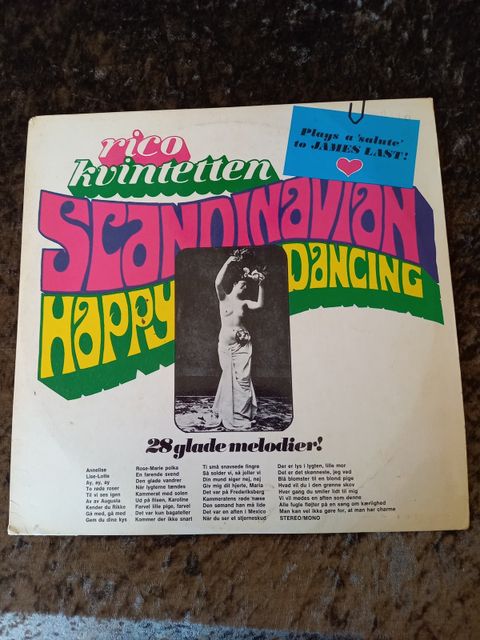 Plays a 'salute'
to JAMES LAST!
rico
kvintetten
SCANDINAVIAN
HAPPY DANCING
28 glade melodier!
Annelise
Lise-Lotte
Ay, ay, ay
To røde roser
Til vi ses igen
Av av Augusta
Kender du Rikke
Gå med, gå med
Gem du dine kys
Rose-Marie polka
En farende svend
Den glade vandrer
Når lygterne tændes
Kammerat med solen
Ud på flisen, Karoline
Farvel lille pige, farvel
Det var kun bagateller
Kommer der ikke snart
Ti små snavsede fingre
Så solder vi, så joller vi
Din mund siger nej, nej
Giv mig dit hjerte, Maria
Det var på Frederiksberg
Kammeratens røde næse
Den sømand han må lide
Det var en aften i Mexico
Når du ser et stjerneskud
Der er lys i lygten, lille mor
Det er det skønneste, jeg ved
Blå blomster til en blond pige
Hvad vil du i den grønne skov
Hver gang du smiler lidt til mig
Vi vil mødes en aften som denne
Alle fugle fløjter på en sang om kærlighed
Man kan vel ikke gøre for, at man har charme
STEREO/MONO